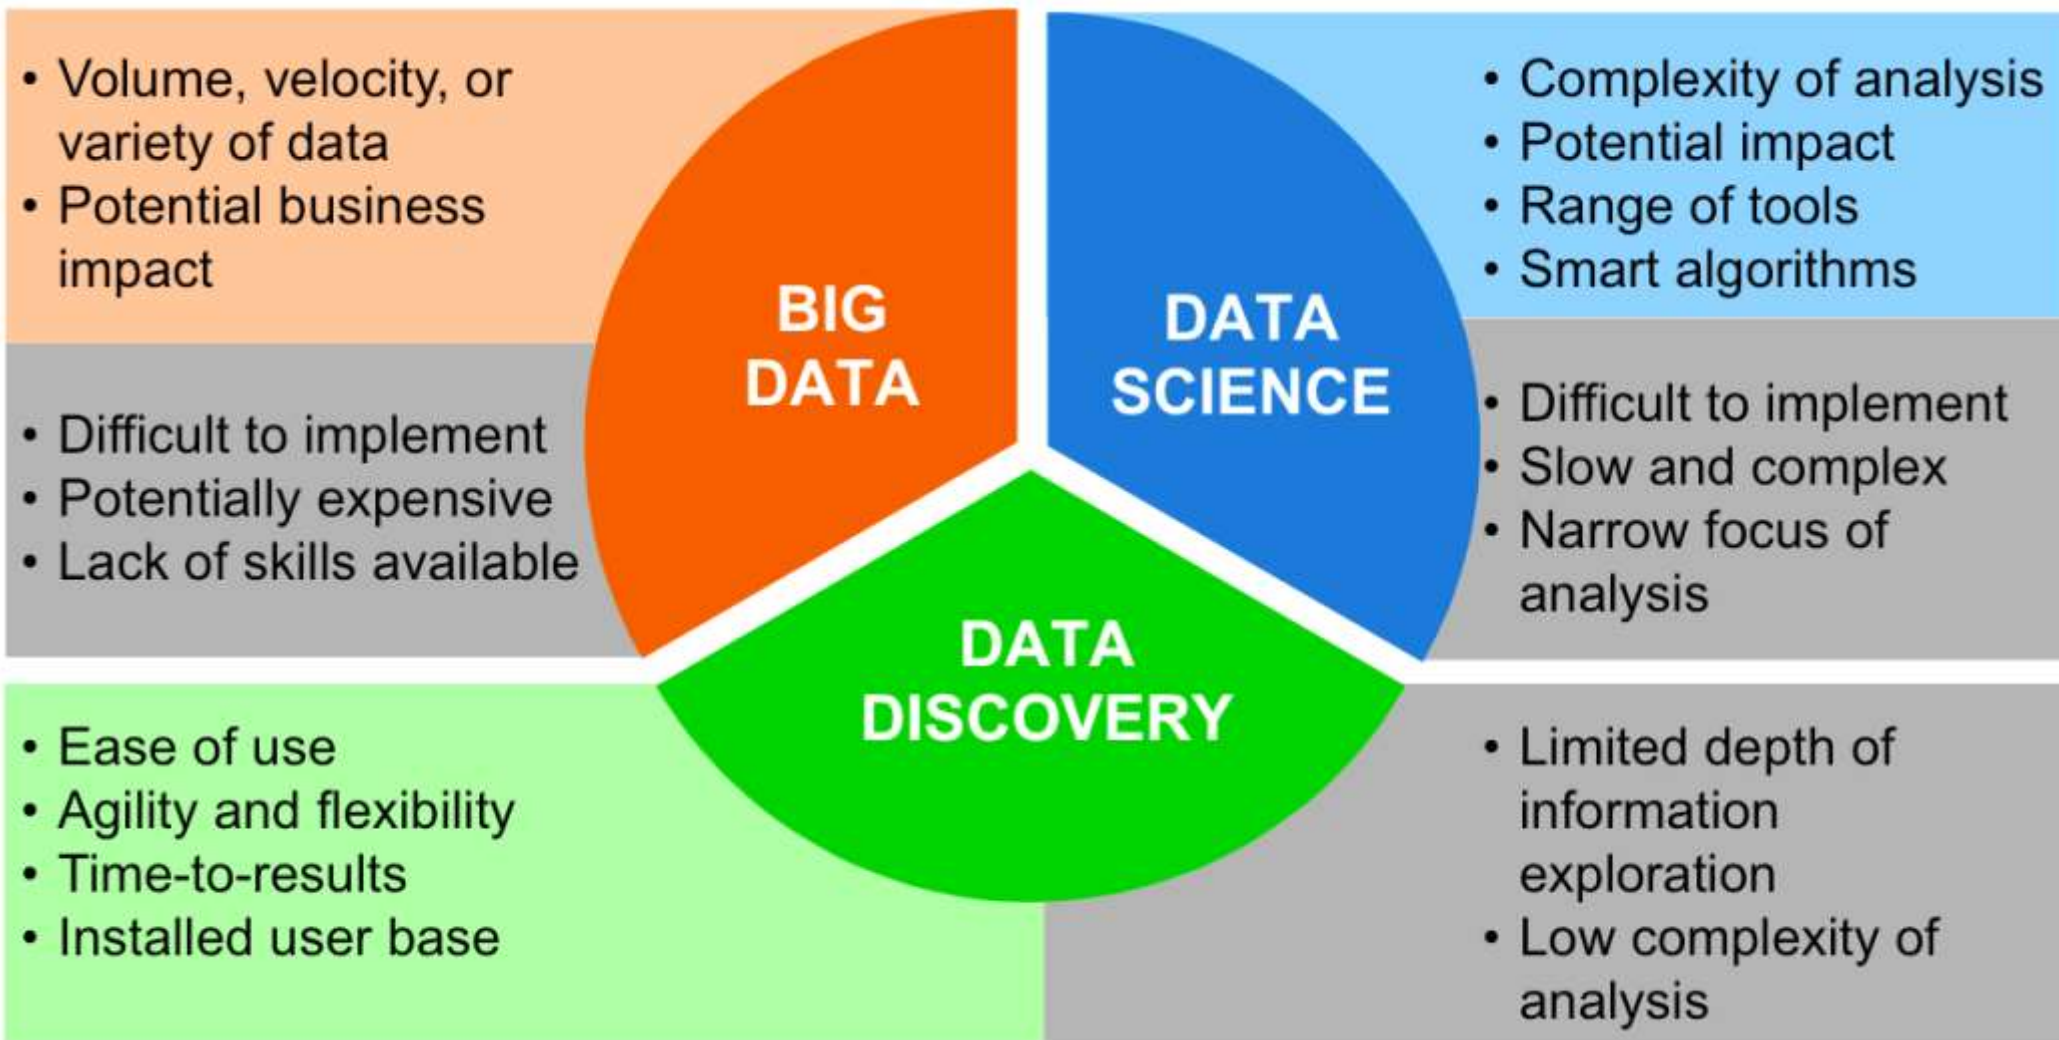 • Volume, velocity, or
variety of data
• Potential business
impact
• Difficult to implement
• Potentially expensive
• Lack of skills available
BIG
DATA
DATA
SCIENCE
• Complexity of analysis
• Potential impact
• Range of tools
• Smart algorithms
• Difficult to implement
• Slow and complex
• Narrow focus of
analysis
DATA
DISCOVERY
• Ease of use
• Agility and flexibility
• Time-to-results
• Installed user base
• Limited depth of
information
exploration
• Low complexity of
analysis